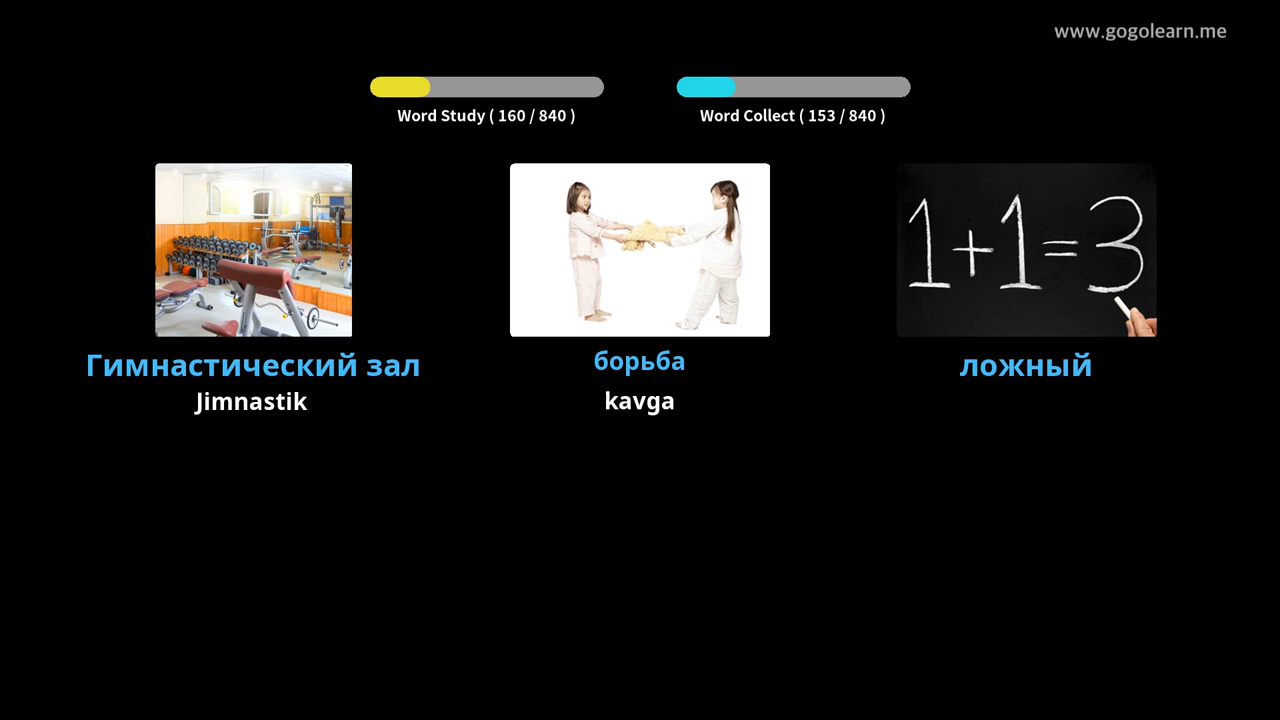 www.gogolearn.me
Word Study ( 160 / 840 )
Word Collect ( 153 / 840 )
1+1=3
Гимнастический зал
Jimnastik
борьба
kavga
ложный